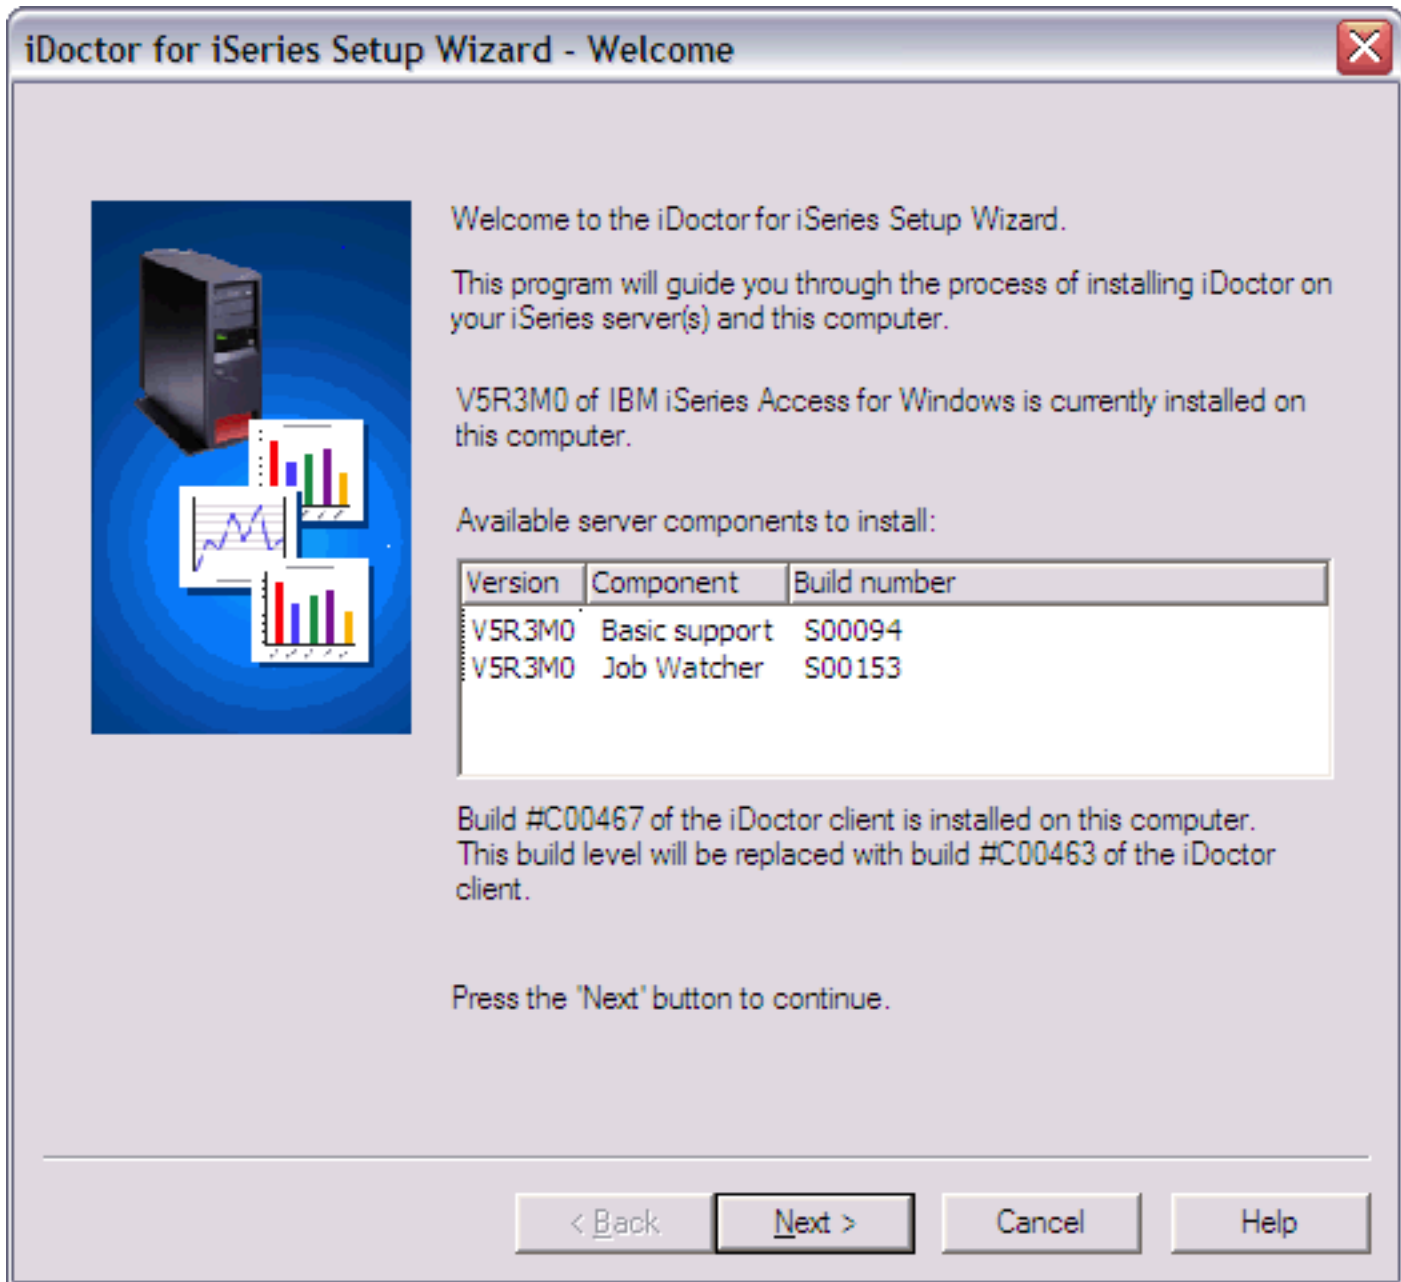 iDoctor for iSeries Setup Wizard - Welcome
Welcome to the iDoctor for iSeries Setup Wizard.
This program will guide you through the process of installing iDoctor on
your iSeries server(s) and this computer.
V5R3M0 of IBM iSeries Access for Windows is currently installed on
this computer.
Available server components to install:
Version Component Build number
V5R3M0 Basic support S00094
V5R3M0 Job Watcher S00153
Build #C00467 of the iDoctor client is installed on this computer.
This build level will be replaced with build #C00463 of the iDoctor
client.
Press the 'Next' button to continue.
< Back Next > Cancel Help